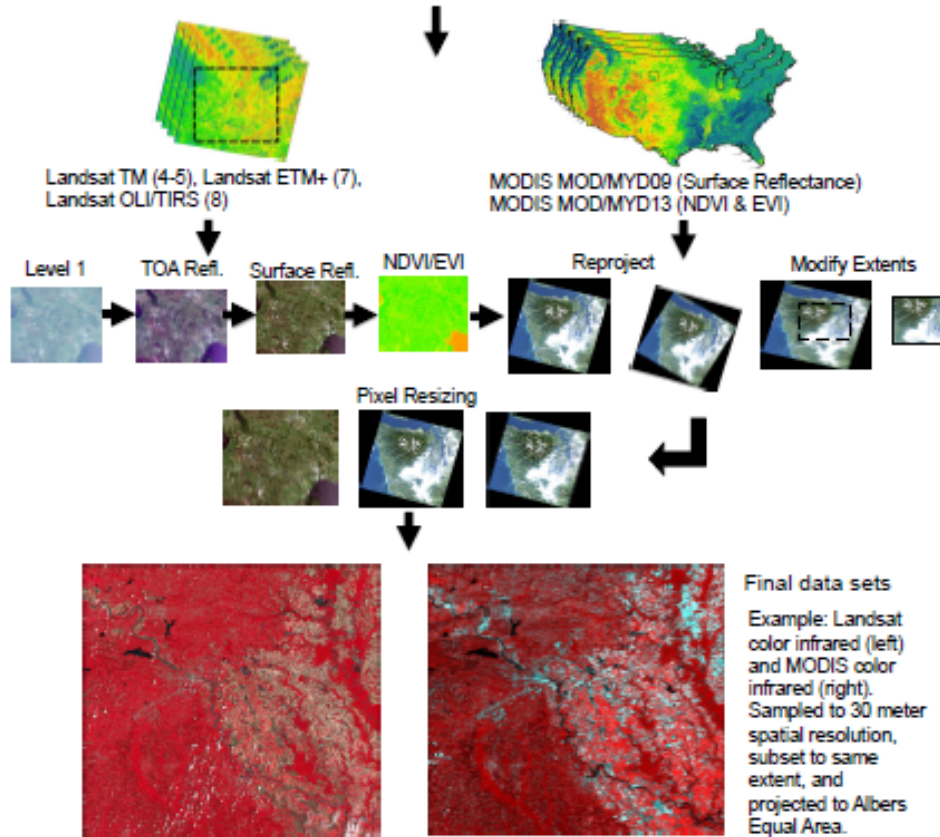 Landsat TM (4-5), Landsat ETM+ (7),
Landsat OLI/TIRS (8)
MODIS MOD/MYD09 (Surface Reflectance)
MODIS MOD/MYD13 (NDVI & EVI)
Level 1
TOA Refl.
Surface Refl.
NDVI/EVI
Reproject
Modify Extents
Pixel Resizing
Final data sets
Example: Landsat
color infrared (left)
and MODIS color
infrared (right).
Sampled to 30 meter
spatial resolution,
subset to same
extent, and
projected to Albers
Equal Area.